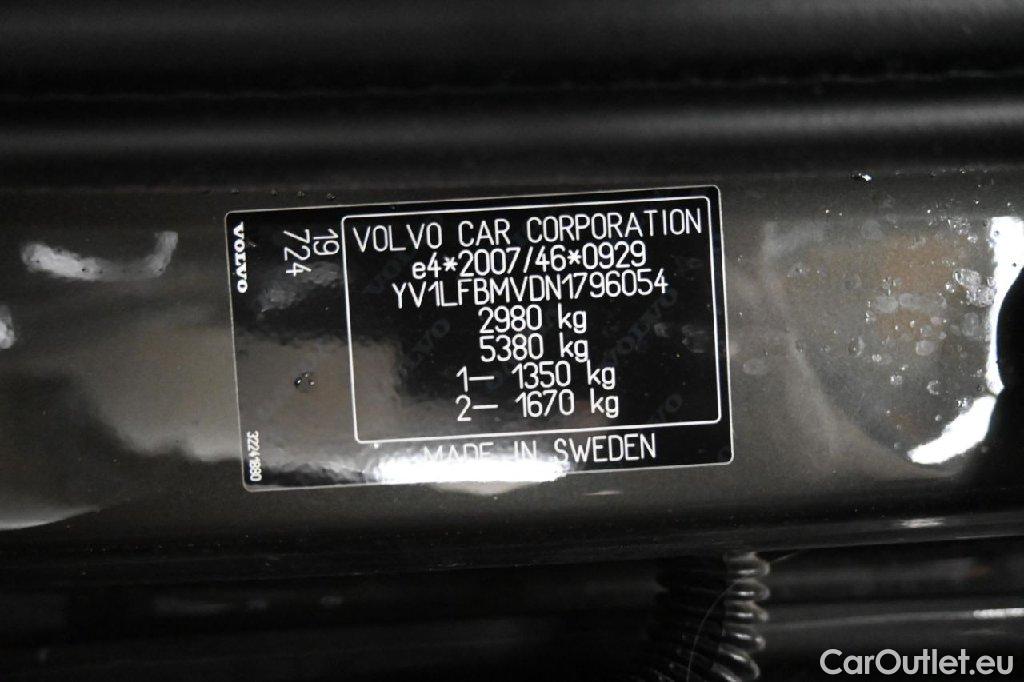 VOLVO
19
724
VOLVO CAR CORPORATION
e4*2007/46*0929
YV1LFBMVDN1796054
2980 kg
5380 kg
1– 1350 kg
2– 1670 kg
MADE IN SWEDEN
CarOutlet.eu